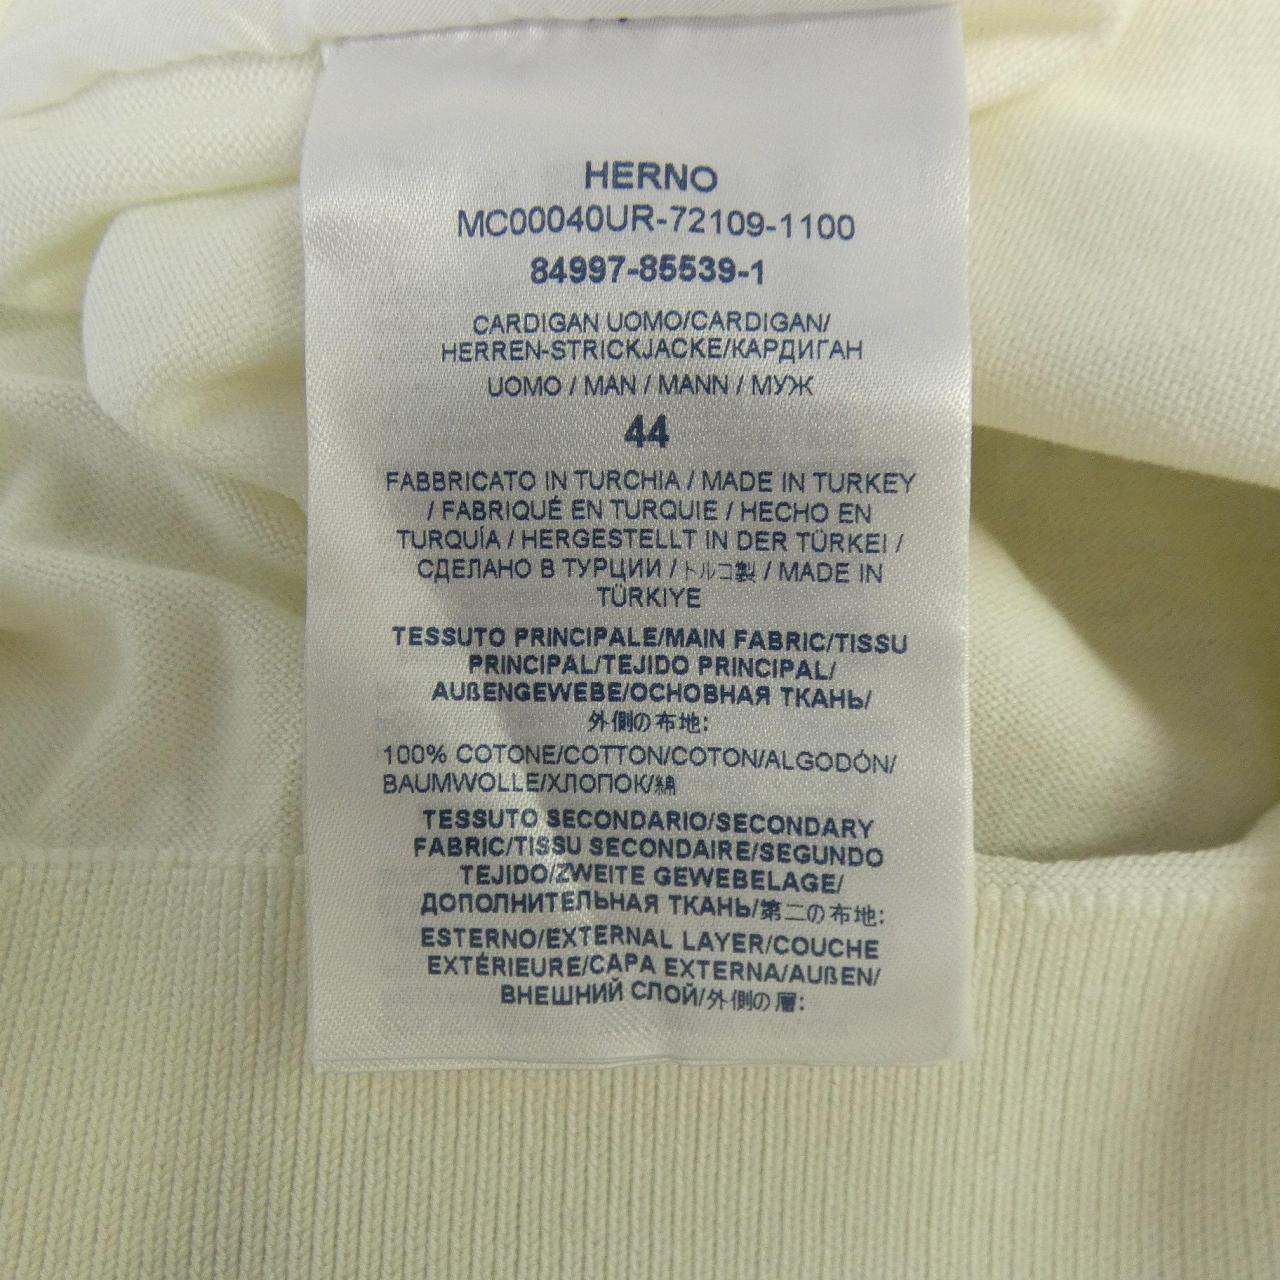 HERNO
MC00040UR-72109-1100
84997-85539-1
CARDIGAN UOMO/CARDIGAN/
HERREN-STRICKJACKE/КАРДИГАН
UOMO / MAN / MANN / МУЖ
44
FABBRICATO IN TURCHIA / MADE IN TURKEY
/ FABRIQUÉ EN TURQUIE / HECHO EN
TURQUÍA / HERGESTELLT IN DER TÜRKEI /
СДЕЛАНО В ТУРЦИИ / トルコ製 / MADE IN
TÜRKIYE
TESSUTO PRINCIPALE/MAIN FABRIC/TISSU
PRINCIPAL/TEJIDO PRINCIPAL/
AUßENGEWEBE/ОСНОВНАЯ ТКАНЬ/
外側の布地:
100% COTONE/COTTON/COTON/ALGODÓN/
BAUMWOLLE/ХЛОПОК/綿
TESSUTO SECONDARIO/SECONDARY
FABRIC/TISSU SECONDAIRE/SEGUNDO
TEJIDO/ZWEITE GEWEBELAGE/
ДОПОЛНИТЕЛЬНАЯ ТКАНЬ/第二の布地:
ESTERNO/EXTERNAL LAYER/COUCHE
EXTÉRIEURE/CAPA EXTERNA/AUßEN/
ВНЕШНИЙ СЛОЙ/外側の層: